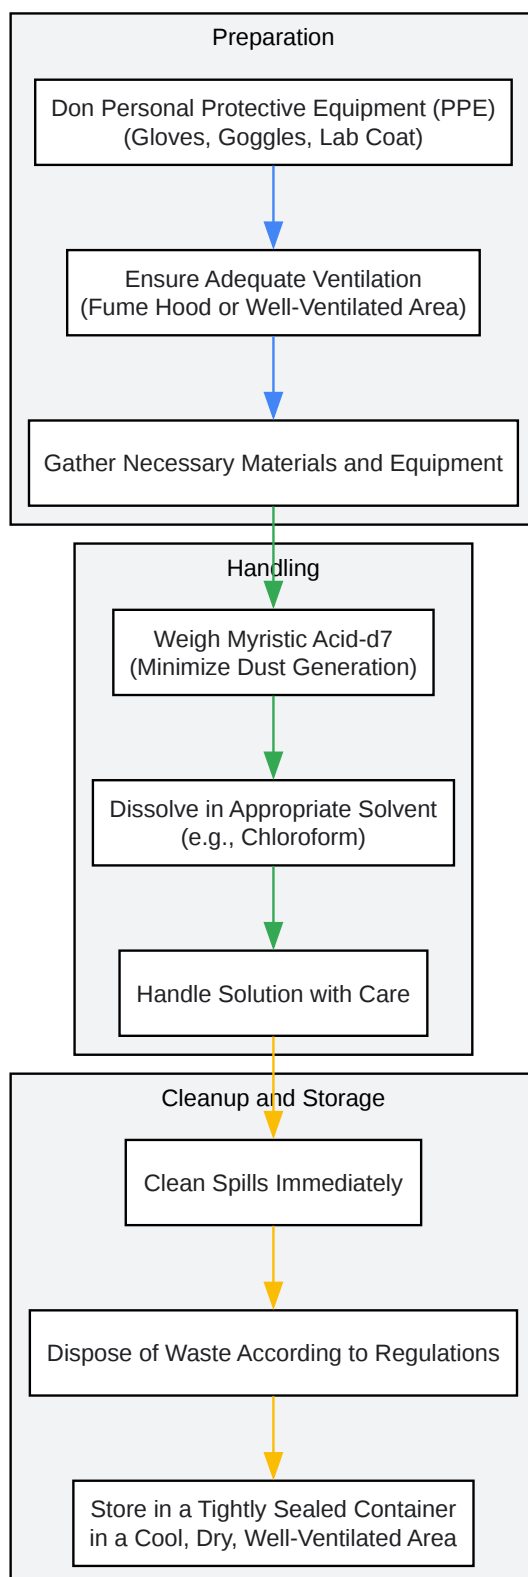 Preparation
Don Personal Protective Equipment (PPE)
(Gloves, Goggles, Lab Coat)
Ensure Adequate Ventilation
(Fume Hood or Well-Ventilated Area)
Gather Necessary Materials and Equipment
Handling
Weigh Myristic Acid-d7
(Minimize Dust Generation)
Dissolve in Appropriate Solvent
(e.g., Chloroform)
Handle Solution with Care
Cleanup and Storage
Clean Spills Immediately
Dispose of Waste According to Regulations
Store in a Tightly Sealed Container
in a Cool, Dry, Well-Ventilated Area